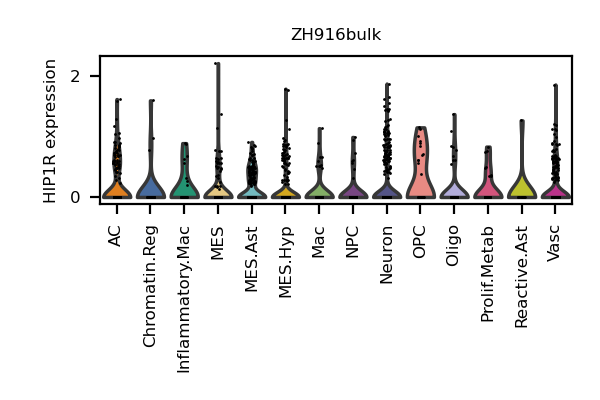 ZH916bulk
HIP1R expression
2
0
AC
Chromatin.Reg
Inflammatory.Mac
MES
MES.Ast
MES.Hyp
Mac
NPC
Neuron
OPC
Oligo
Prolif.Metab
Reactive.Ast
Vasc